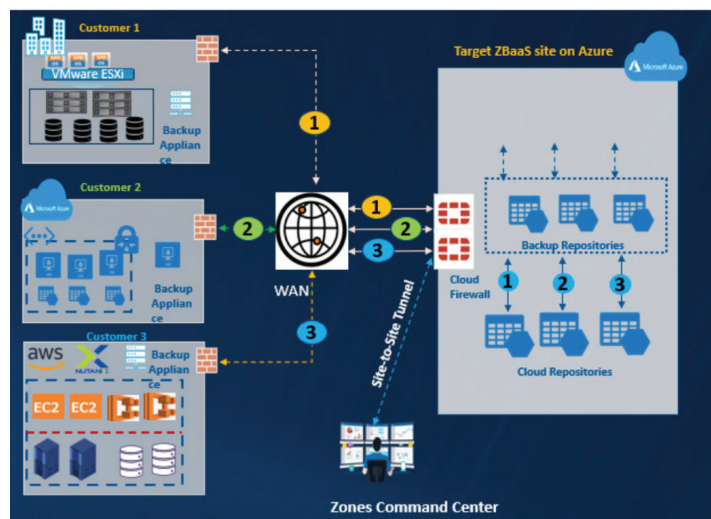 Customer 1
VMware ESXi
Backup
Applian
ce
Customer 2
Microsoft Azure
Backup
Applian
ce
Customer 3
aws
Backup
Applian
ce
EC2
EC2
1
2
3
WAN
1
2
3
Cloud
Firewall
Site-to-Site Tunnel
Target ZBaaS site on Azure
Microsoft Azure
Backup Repositories
1
2
3
Cloud Repositories
Zones Command Center